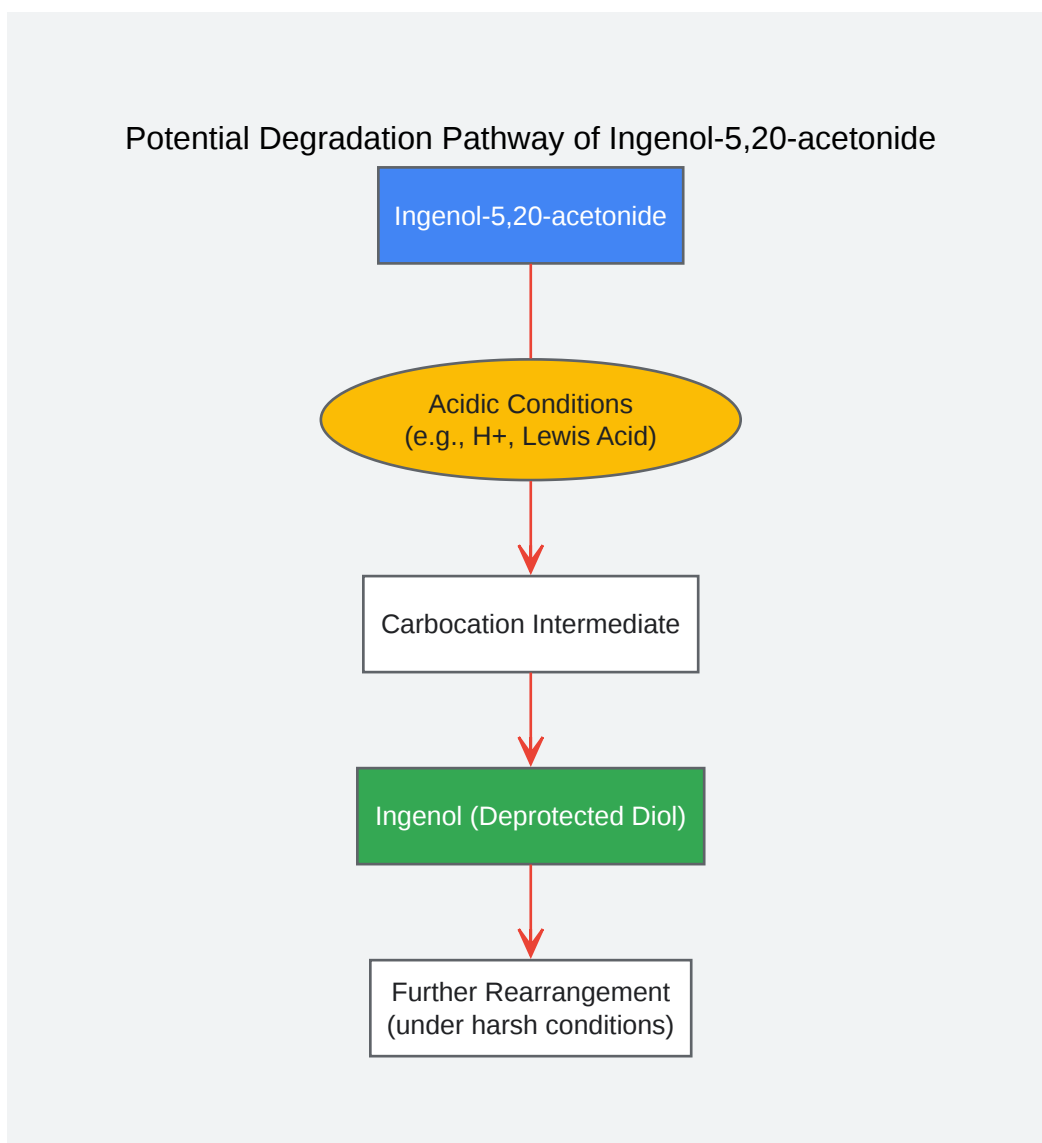 Potential Degradation Pathway of Ingenol-5,20-acetonide
Ingenol-5,20-acetonide
Acidic Conditions
(e.g., H+, Lewis Acid)
Carbocation Intermediate
Ingenol (Deprotected Diol)
Further Rearrangement
(under harsh conditions)